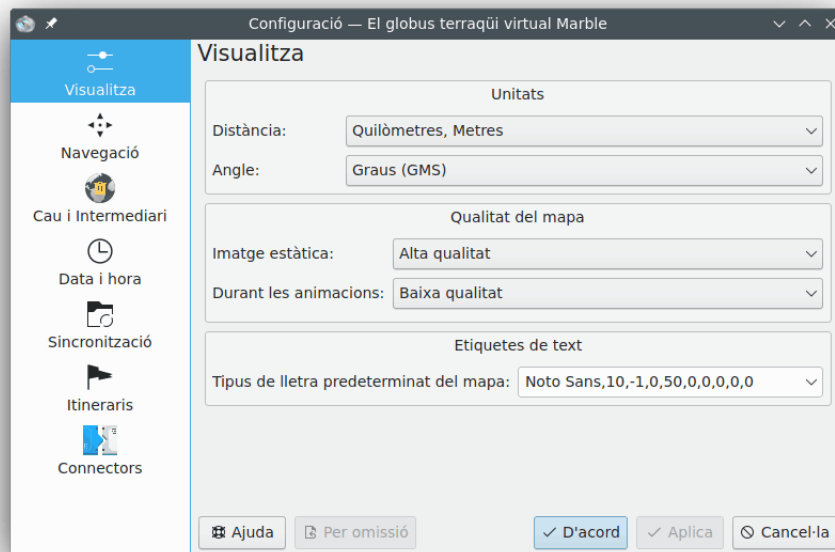 Configuració — El globus terraqüi virtual Marble
Visualitza
Navegació
Cau i Intermediari
Data i hora
Sincronització
Itineraris
Connectors
Visualitza
Unitats
Distància: Quilòmetres, Metres
Angle: Graus (GMS)
Qualitat del mapa
Imatge estàtica: Alta qualitat
Durant les animacions: Baixa qualitat
Etiquetes de text
Tipus de lletra predeterminat del mapa: Noto Sans,10,-1,0,50,0,0,0,0,0
Ajuda Per omissió D'acord Aplica Cancel·la